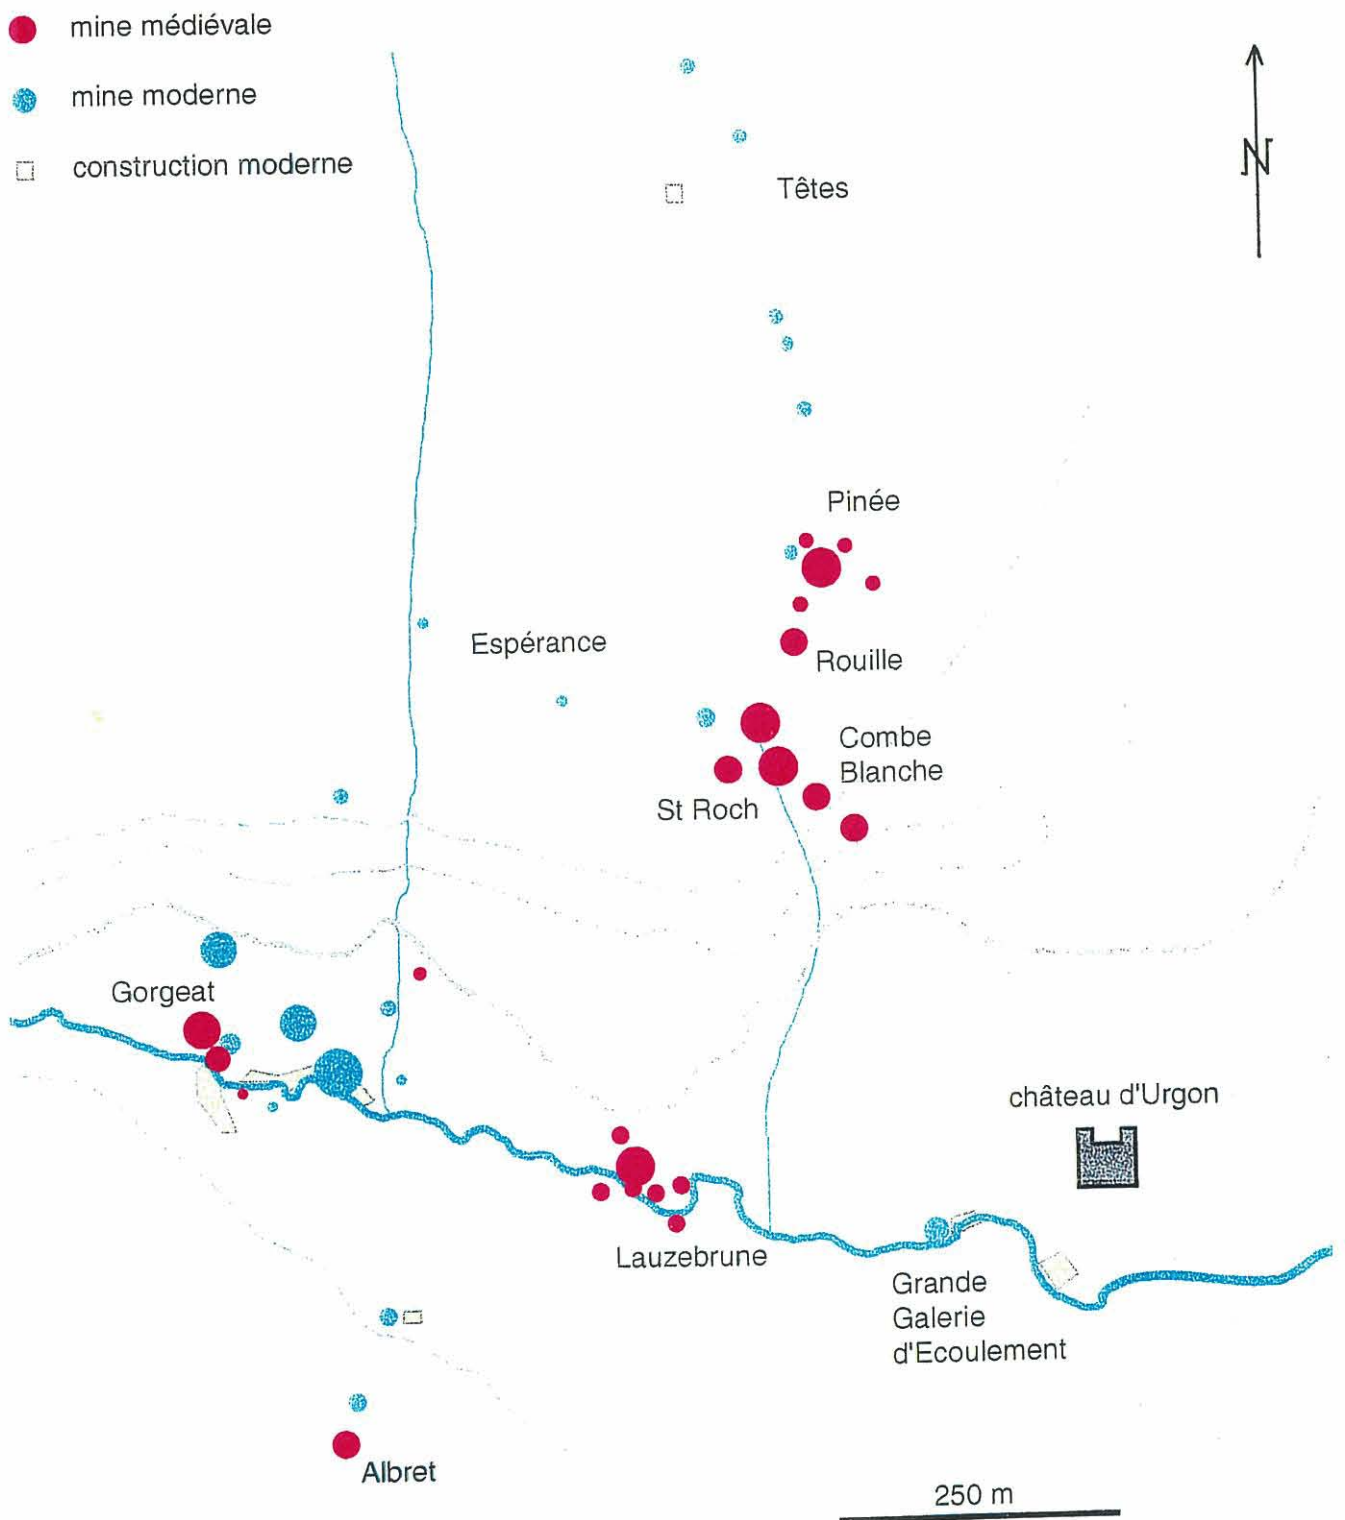 mine médiévale
mine moderne
construction moderne
N
Têtes
Pinée
Espérance
Rouille
Combe
Blanche
St Roch
Gorgeat
château d'Urgon
Lauzebrune
Grande
Galerie
d'Ecoulement
Albret
250 m